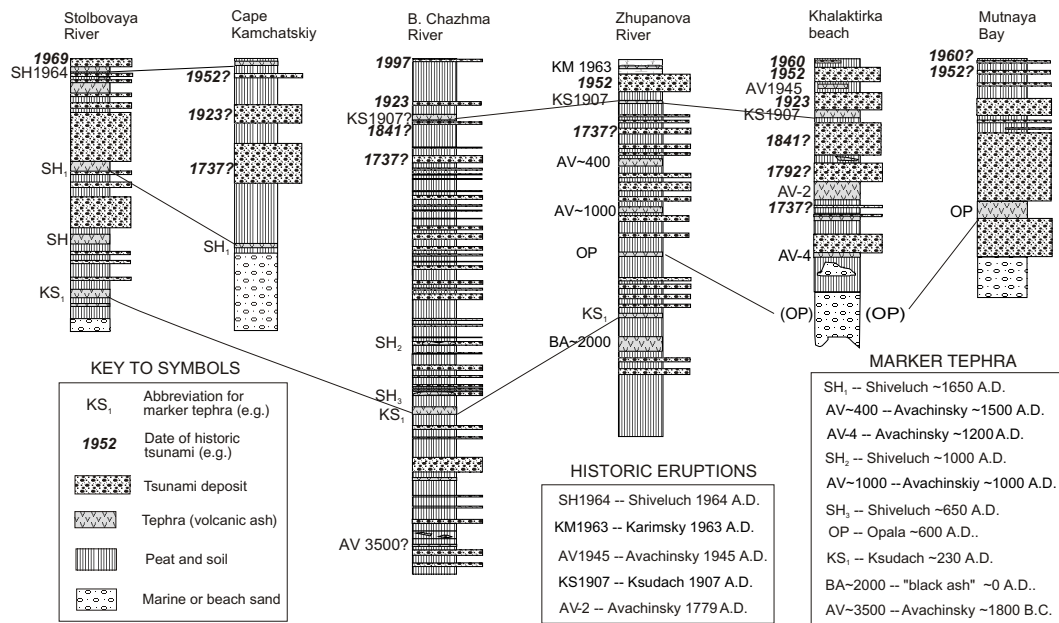 Stolbovaya
River
Cape
Kamchatskiy
B. Chazhma
River
Zhupanova
River
Khalaktirka
beach
Mutnaya
Bay
1969
SH1964
SH₁
SH
KS₁
1952?
1923?
1737?
SH₁
1997
1923
KS1907?
1841?
1737?
SH₂
SH₃
KS₁
AV 3500?
KM 1963
1952
KS1907
1737?
AV~400
AV~1000
OP
KS₁
BA~2000
1960
1952
AV1945
1923
KS1907
1841?
1792?
AV-2
1737?
AV-4
(OP)
1960?
1952?
OP
(OP)
KEY TO SYMBOLS
KS₁ Abbreviation for
marker tephra (e.g.)
1952 Date of historic
tsunami (e.g.)
Tsunami deposit
Tephra (volcanic ash)
Peat and soil
Marine or beach sand
HISTORIC ERUPTIONS
SH1964 -- Shiveluch 1964 A.D.
KM1963 -- Karimsky 1963 A.D.
AV1945 -- Avachinsky 1945 A.D.
KS1907 -- Ksudach 1907 A.D.
AV-2 -- Avachinsky 1779 A.D.
MARKER TEPHRA
SH₁ -- Shiveluch ~1650 A.D.
AV~400 -- Avachinsky ~1500 A.D.
AV-4 -- Avachinsky ~1200 A.D.
SH₂ -- Shiveluch ~1000 A.D.
AV~1000 -- Avachinskiy ~1000 A.D.
SH₃ -- Shiveluch ~650 A.D.
OP -- Opala ~600 A.D..
KS₁ -- Ksudach ~230 A.D.
BA~2000 -- "black ash" ~0 A.D..
AV~3500 -- Avachinsky ~1800 B.C.